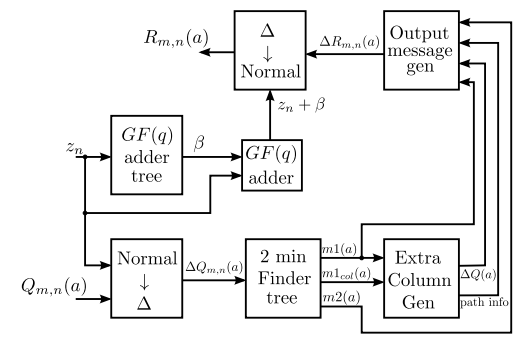 R_{m,n}(a)
Δ
↓
Normal
ΔR_{m,n}(a)
Output
message
gen
z_n + β
z_n
GF(q)
adder
tree
β
GF(q)
adder
Q_{m,n}(a)
Normal
↓
Δ
ΔQ_{m,n}(a)
2 min
Finder
tree
m1(a)
m1_{col}(a)
m2(a)
Extra
Column
Gen
ΔQ(a)
path info